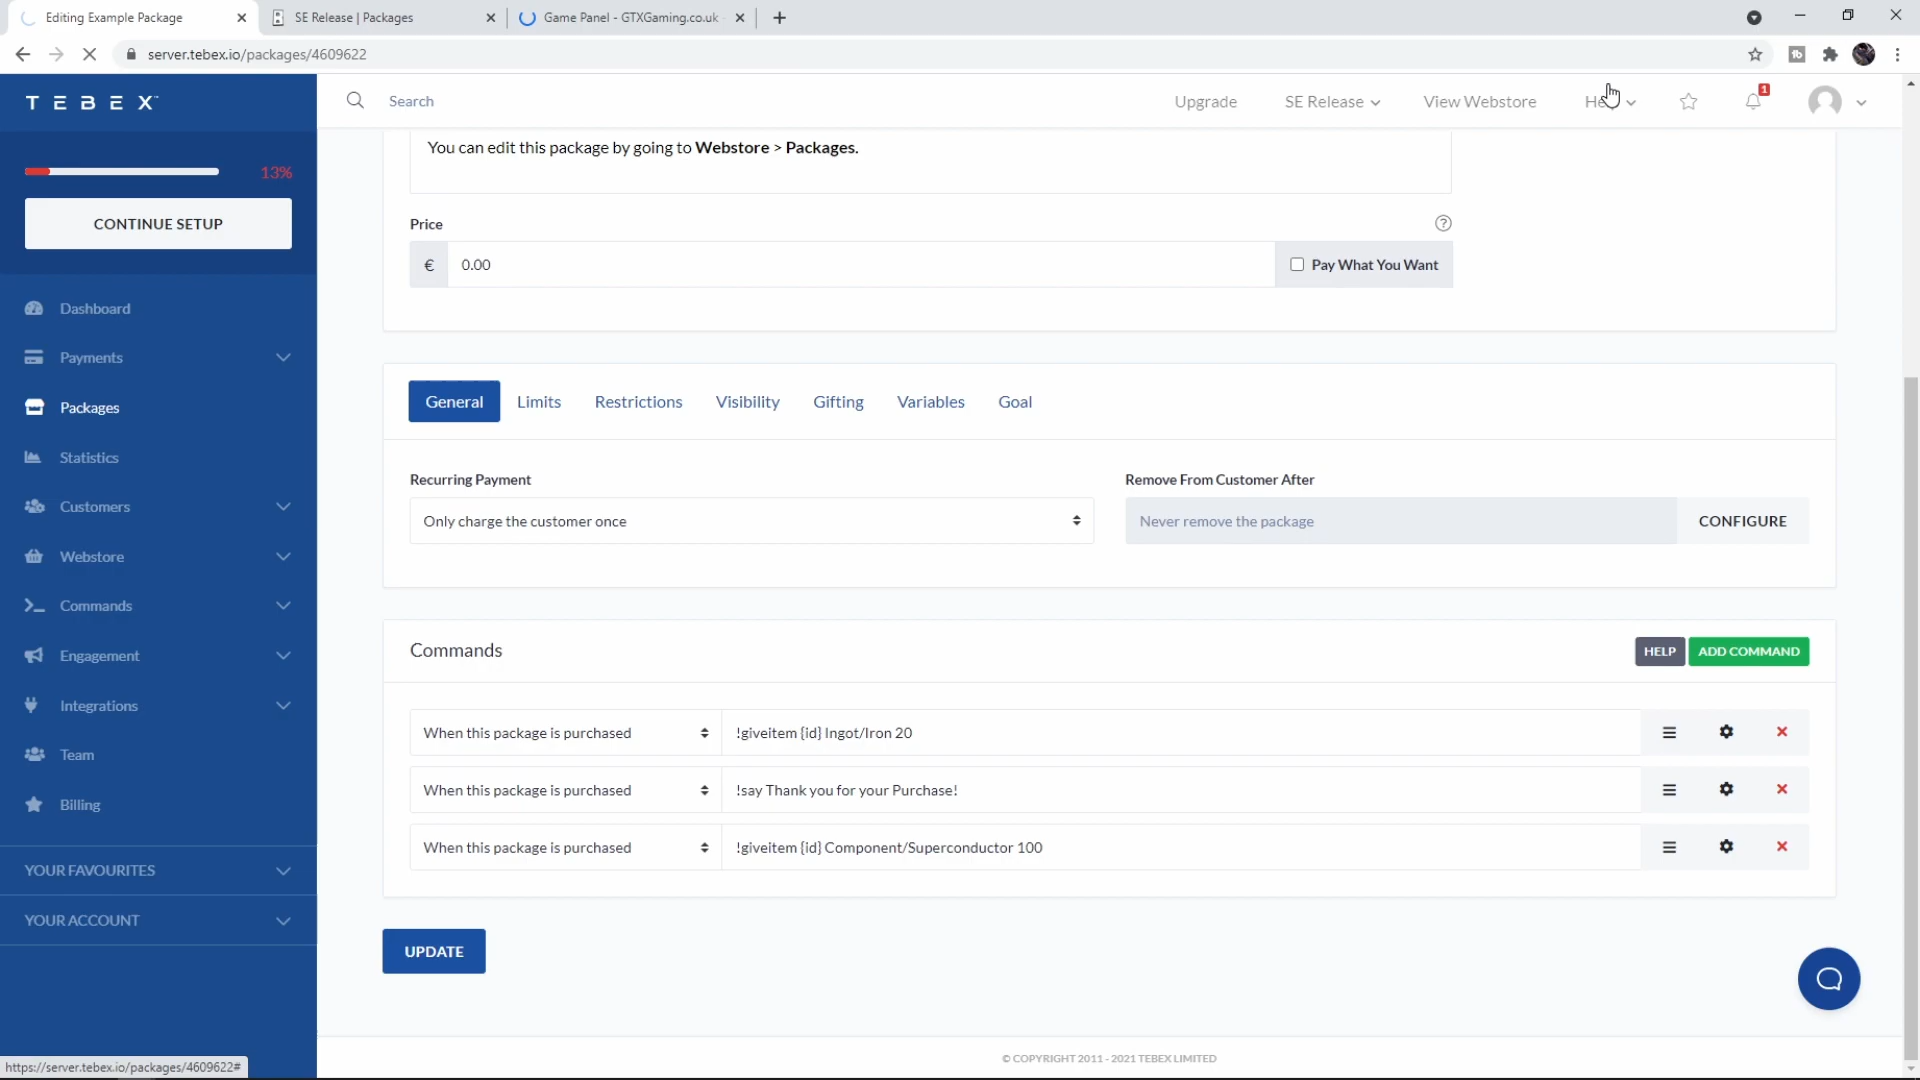 Editing Example Package
SE Release | Packages
Game Panel - GTXGaming.co.uk
server.tebex.io/packages/4609622
TEBEX™
Search
Upgrade
SE Release
View Webstore
1
13%
CONTINUE SETUP
Dashboard
Payments
Packages
Statistics
Customers
Webstore
Commands
Engagement
Integrations
Team
Billing
YOUR FAVOURITES
YOUR ACCOUNT
You can edit this package by going to Webstore > Packages.
Price
€ 0.00
Pay What You Want
General Limits Restrictions Visibility Gifting Variables Goal
Recurring Payment
Only charge the customer once
Remove From Customer After
Never remove the package
CONFIGURE
Commands
HELP
ADD COMMAND
When this package is purchased !giveitem {id} Ingot/Iron 20
When this package is purchased !say Thank you for your Purchase!
When this package is purchased !giveitem {id} Component/Superconductor 100
UPDATE
© COPYRIGHT 2011 - 2021 TEBEX LIMITED
https://server.tebex.io/packages/4609622#